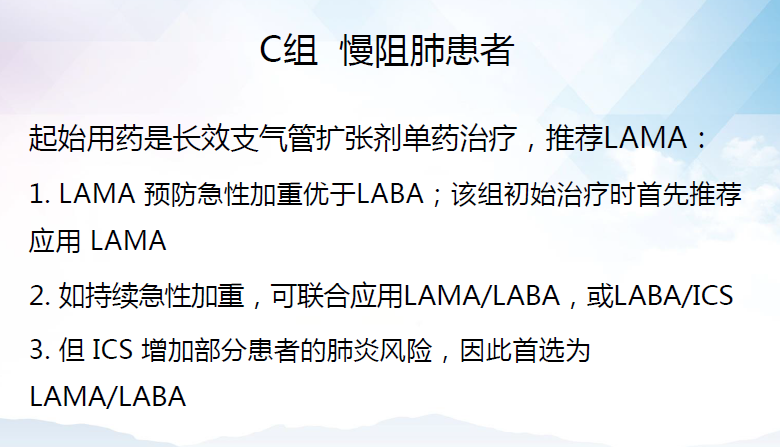 C组 慢阻肺患者
起始用药是长效支气管扩张剂单药治疗，推荐LAMA：
1. LAMA 预防急性加重优于LABA；该组初始治疗时首先推荐
应用 LAMA
2. 如持续急性加重，可联合应用LAMA/LABA，或LABA/ICS
3. 但 ICS 增加部分患者的肺炎风险，因此首选为
LAMA/LABA